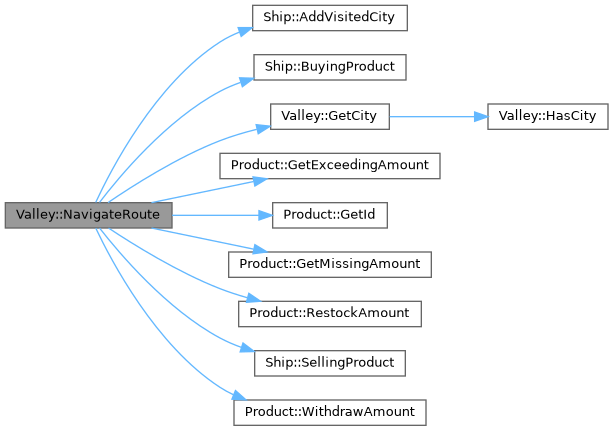 Ship::AddVisitedCity
Ship::BuyingProduct
Valley::GetCity
Valley::HasCity
Product::GetExceedingAmount
Valley::NavigateRoute
Product::GetId
Product::GetMissingAmount
Product::RestockAmount
Ship::SellingProduct
Product::WithdrawAmount